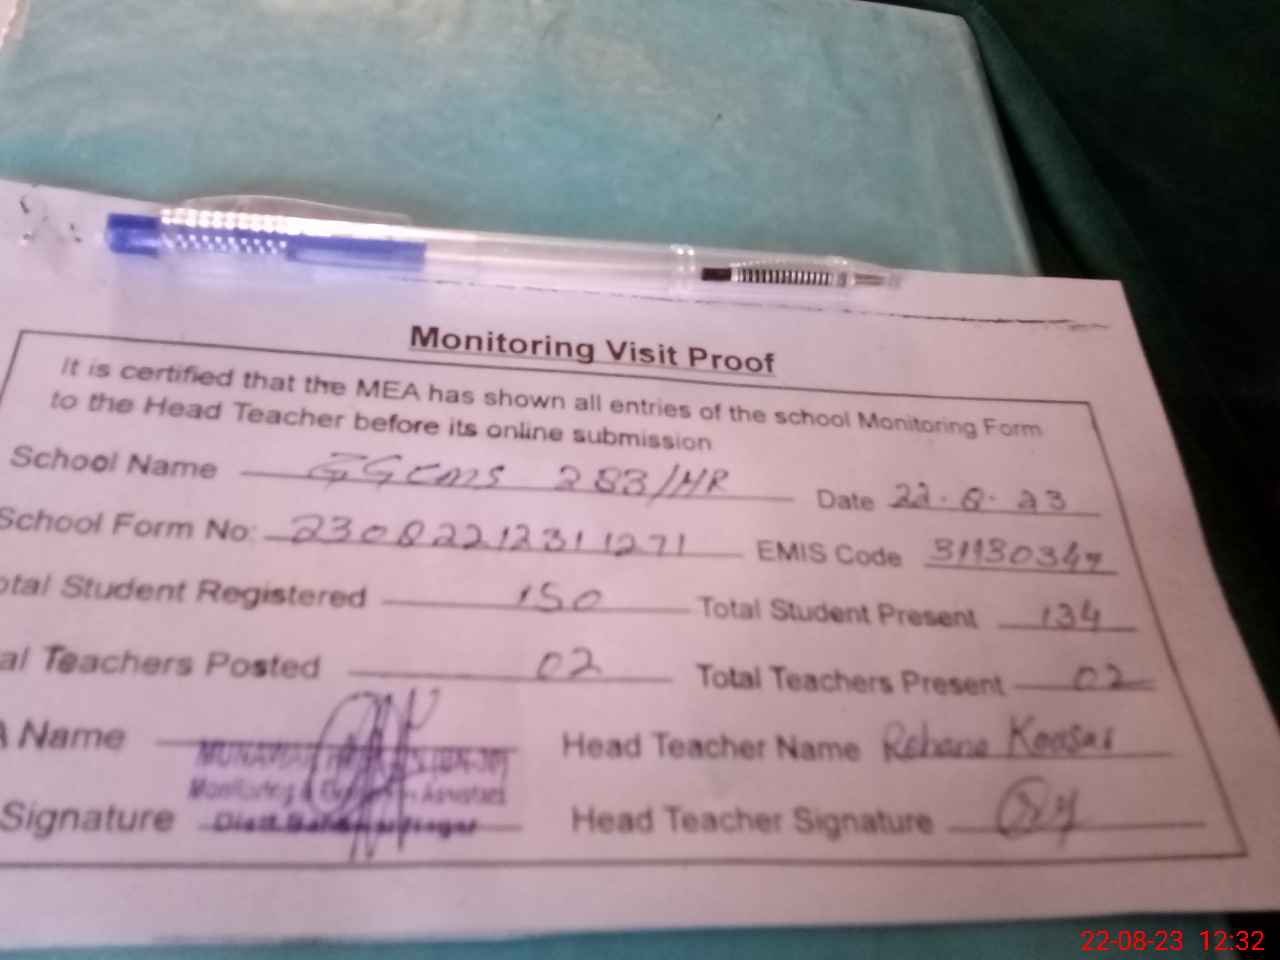 Monitoring Visit Proof
It is certified that the MEA has shown all entries of the school Monitoring Form
to the Head Teacher before its online submission
School Name GGCMS 283/HR Date 22.8.23
School Form No: 23082212311271 EMIS Code 31130347
otal Student Registered 150 Total Student Present 134
al Teachers Posted 02 Total Teachers Present 02
A Name Head Teacher Name Rehana Kousar
Monitoring &
Signature Head Teacher Signature
22-08-23 12:32